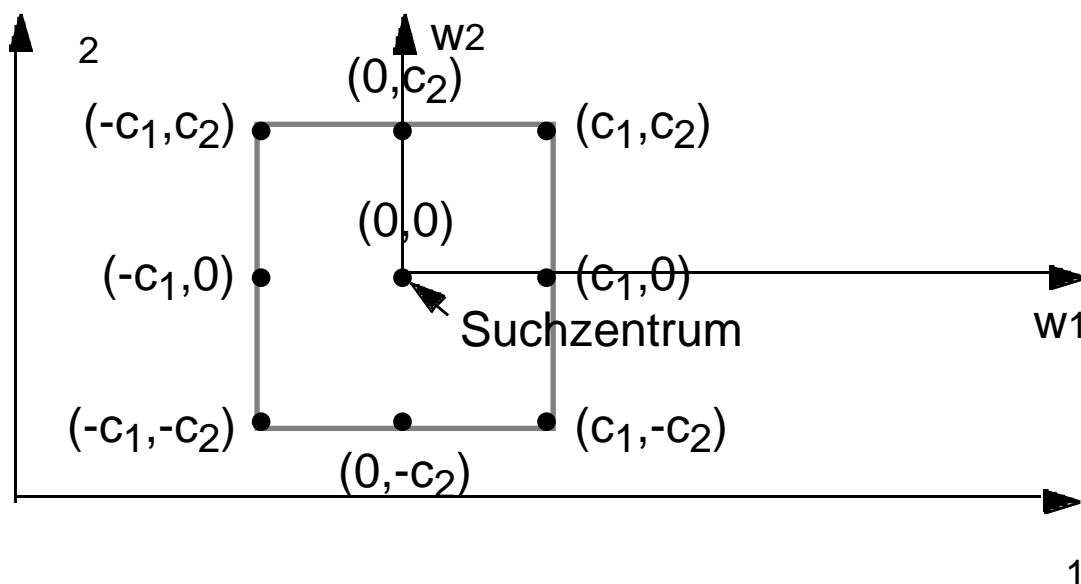 2
w2
(0,c₂)
(-c₁,c₂)
(c₁,c₂)
(0,0)
(-c₁,0)
(c₁,0)
Suchzentrum
w1
(-c₁,-c₂)
(c₁,-c₂)
(0,-c₂)
1